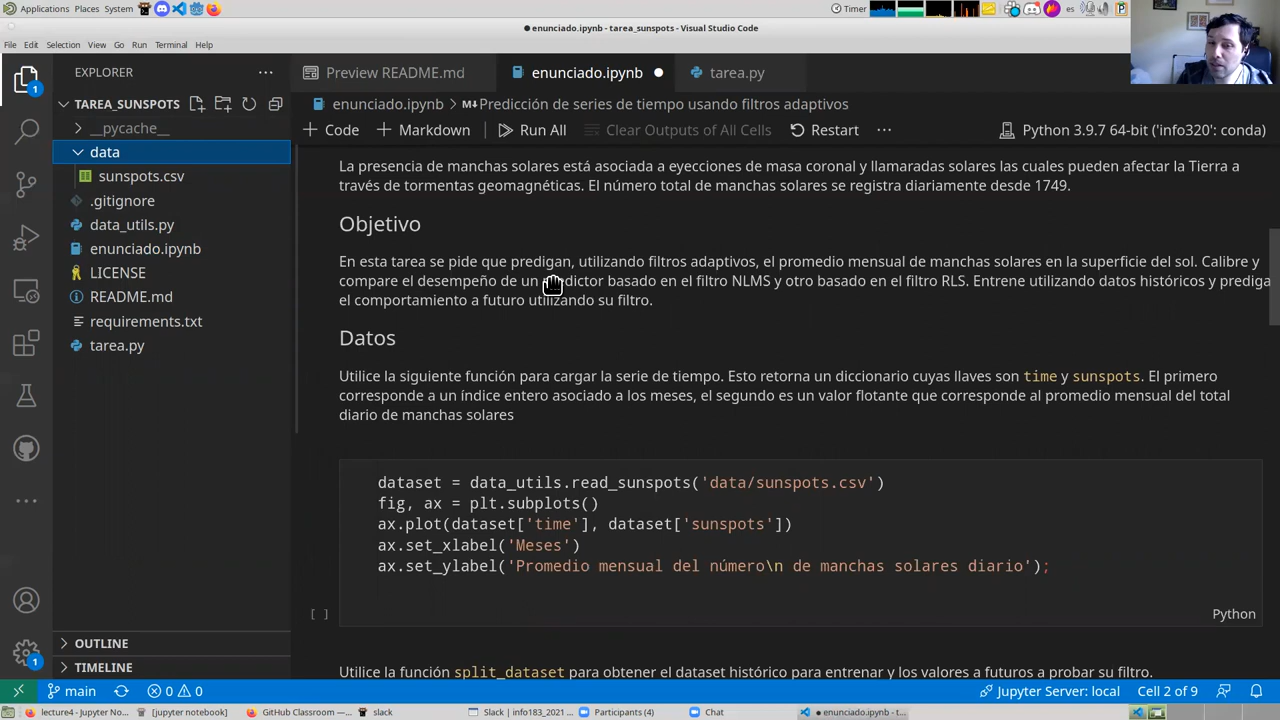 Applications Places System
Timer
es
enunciado.ipynb - tarea_sunspots - Visual Studio Code
File Edit Selection View Go Run Terminal Help
EXPLORER
Preview README.md
enunciado.ipynb
tarea.py
TAREA_SUNSPOTS
enunciado.ipynb > Predicción de series de tiempo usando filtros adaptivos
__pycache__
+ Code + Markdown Run All Clear Outputs of All Cells Restart ... Python 3.9.7 64-bit ('info320': conda)
data
sunspots.csv
.gitignore
data_utils.py
enunciado.ipynb
LICENSE
README.md
requirements.txt
tarea.py
OUTLINE
TIMELINE
1
1
La presencia de manchas solares está asociada a eyecciones de masa coronal y llamaradas solares las cuales pueden afectar la Tierra a
través de tormentas geomagnéticas. El número total de manchas solares se registra diariamente desde 1749.
Objetivo
En esta tarea se pide que predigan, utilizando filtros adaptivos, el promedio mensual de manchas solares en la superficie del sol. Calibre y
compare el desempeño de un predictor basado en el filtro NLMS y otro basado en el filtro RLS. Entrene utilizando datos históricos y prediga
el comportamiento a futuro utilizando su filtro.
Datos
Utilice la siguiente función para cargar la serie de tiempo. Esto retorna un diccionario cuyas llaves son time y sunspots. El primero
corresponde a un índice entero asociado a los meses, el segundo es un valor flotante que corresponde al promedio mensual del total
diario de manchas solares
dataset = data_utils.read_sunspots('data/sunspots.csv')
fig, ax = plt.subplots()
ax.plot(dataset['time'], dataset['sunspots'])
ax.set_xlabel('Meses')
ax.set_ylabel('Promedio mensual del número\n de manchas solares diario');
[ ]
Python
Utilice la función split_dataset para obtener el dataset histórico para entrenar y los valores a futuros a probar su filtro.
main 0 0 Jupyter Server: local Cell 2 of 9
lecture4 - Jupyter No... [jupyter notebook] GitHub Classroom —... slack Slack | info183_2021 ... Participants (4) Chat ● enunciado.ipynb - t...